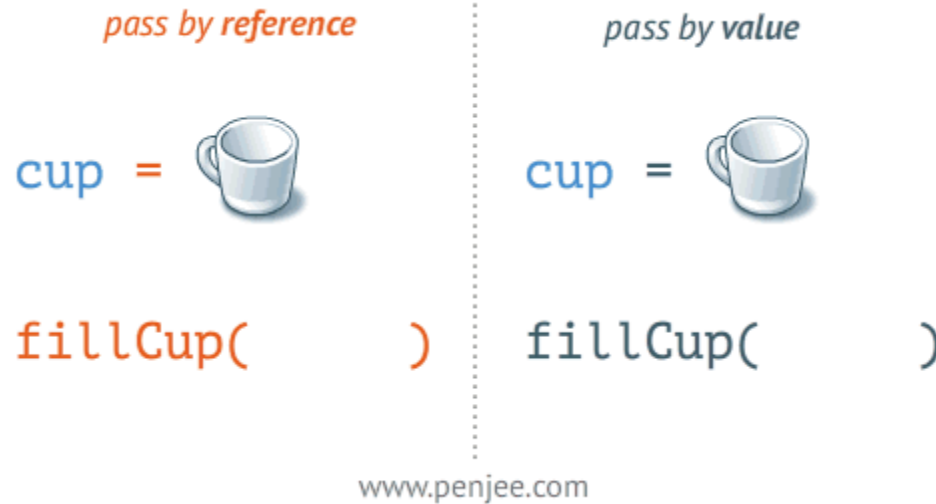 pass by reference
cup =
fillCup( )
pass by value
cup =
fillCup( )
www.penjee.com